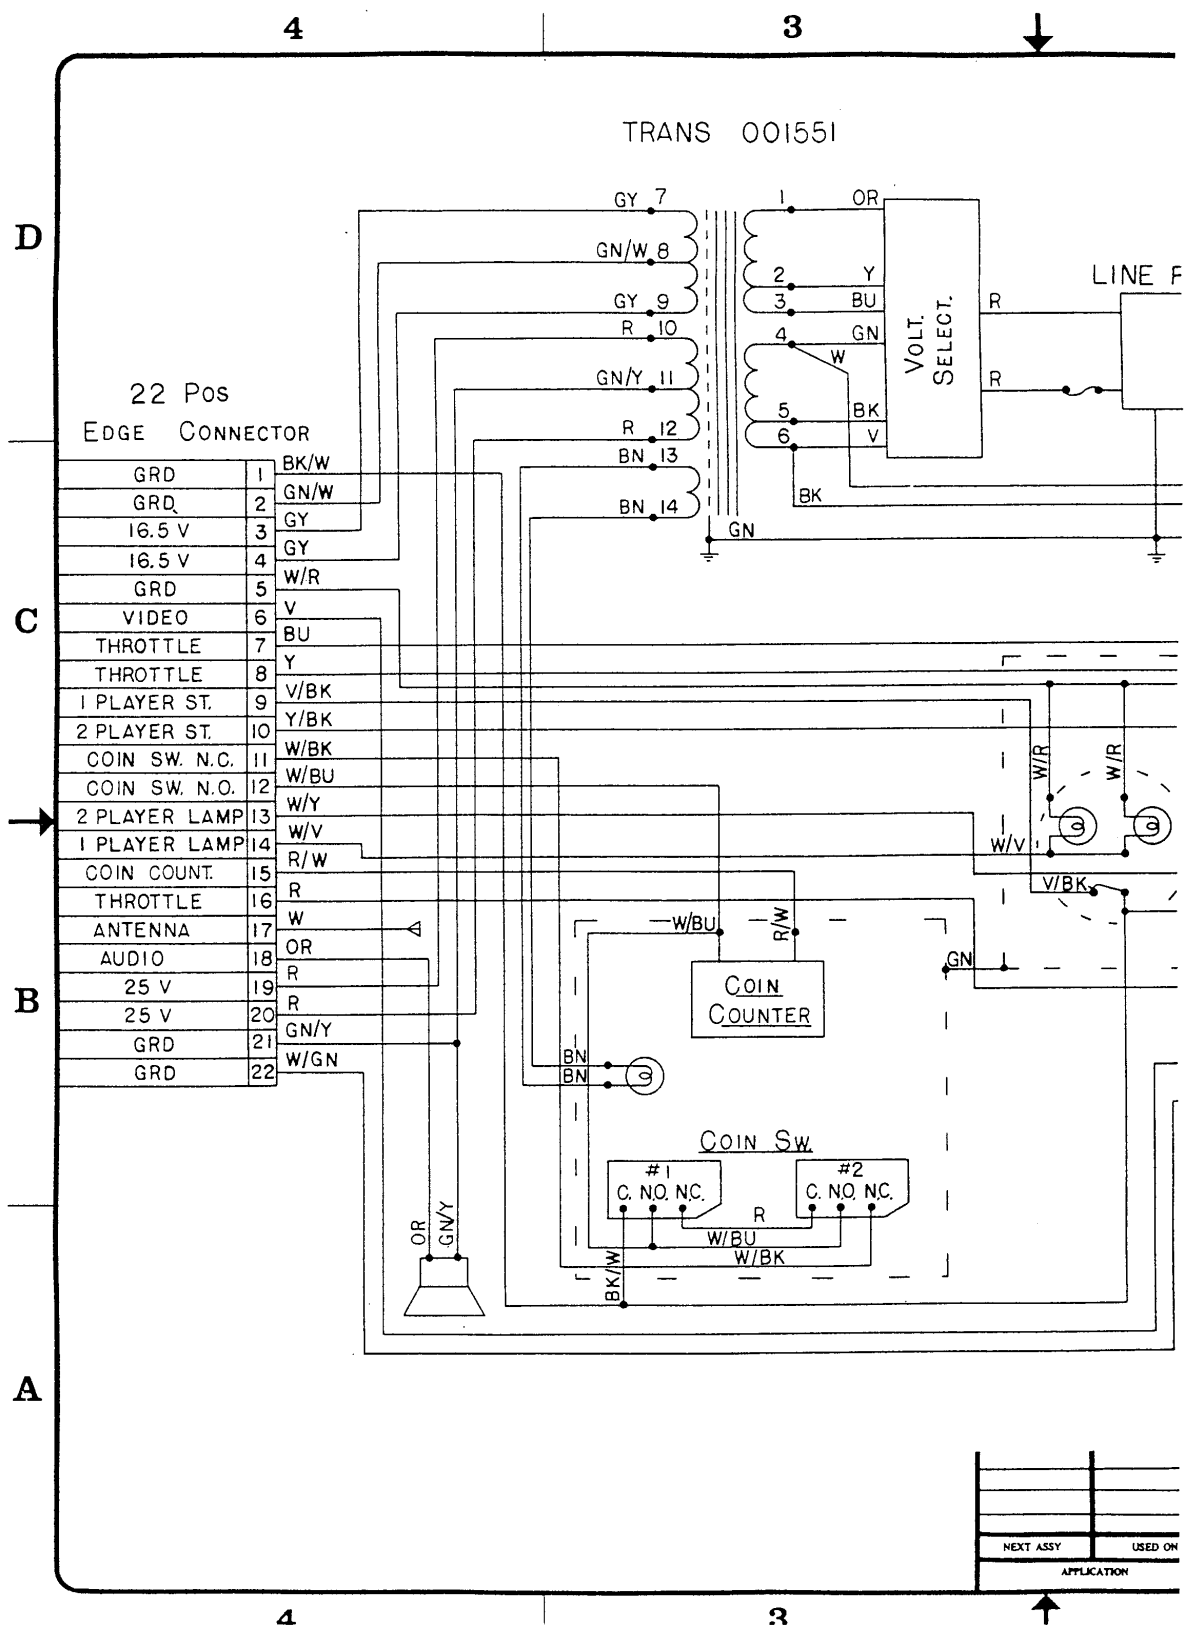 4 3
TRANS 001551
D
GY 7
GN/W 8
GY 9
R 10
GN/Y 11
R 12
BN 13
BN 14
1 OR
2 Y
3 BU
4 GN
W
5 BK
6 V
BK
GN
VOLT.
SELECT.
R
R
LINE F
22 Pos
EDGE CONNECTOR
GRD 1 BK/W
GRD 2 GN/W
16.5 V 3 GY
16.5 V 4 GY
GRD 5 W/R
C
VIDEO 6 V
THROTTLE 7 BU
THROTTLE 8 Y
1 PLAYER ST. 9 V/BK
2 PLAYER ST. 10 Y/BK
COIN SW. N.C. 11 W/BK
COIN SW. N.O. 12 W/BU
2 PLAYER LAMP 13 W/Y
1 PLAYER LAMP 14 W/V
COIN COUNT. 15 R/W
THROTTLE 16 R
ANTENNA 17 W
AUDIO 18 OR
25 V 19 R
B
25 V 20 R
GRD 21 GN/Y
GRD 22 W/GN
W/R W/R
W/V
V/BK
W/BU R/W
GN
COIN
COUNTER
BN
BN
COIN SW.
#1 #2
C. N.O. N.C. C. N.O. N.C.
R
W/BU
W/BK
BK/W
OR GN/Y
A
NEXT ASSY USED ON
APPLICATION
4 3